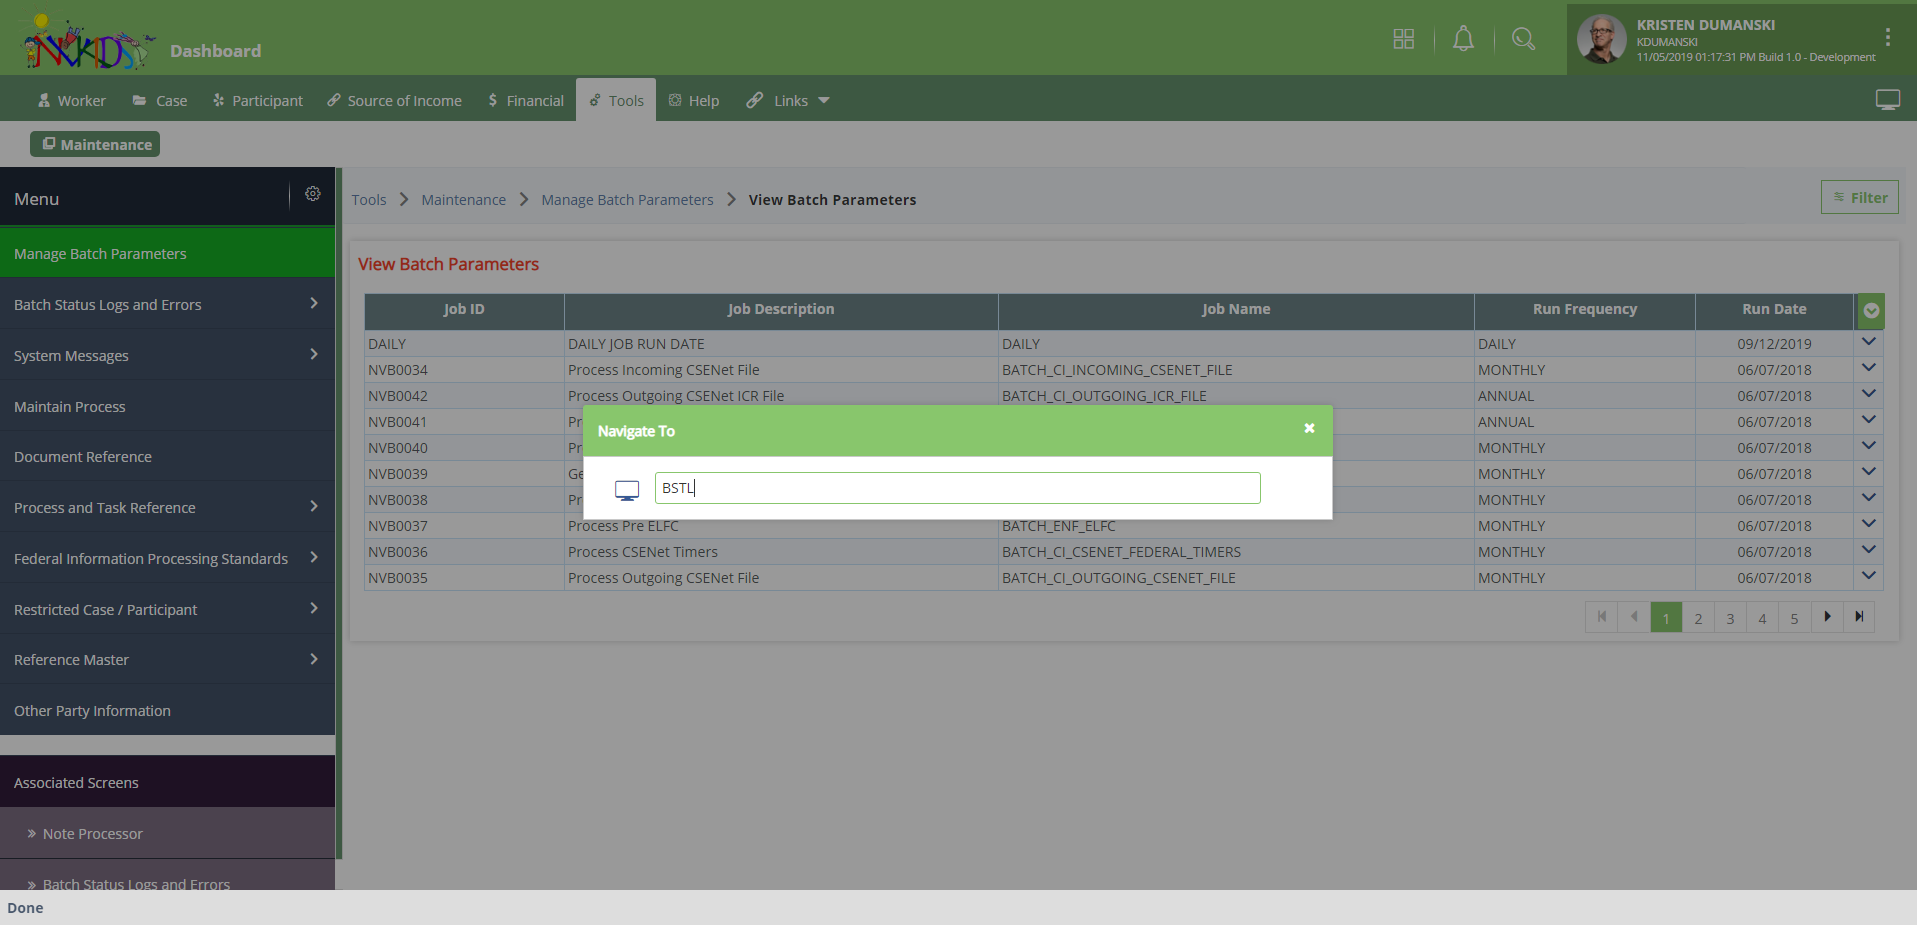 NVKIDS Dashboard
KRISTEN DUMANSKI
KDUMANSKI
11/05/2019 01:17:31 PM Build 1.0 - Development
Worker Case Participant Source of Income Financial Tools Help Links
Maintenance
Menu
Manage Batch Parameters
Batch Status Logs and Errors
System Messages
Maintain Process
Document Reference
Process and Task Reference
Federal Information Processing Standards
Restricted Case / Participant
Reference Master
Other Party Information
Associated Screens
Note Processor
Batch Status Logs and Errors
Tools Maintenance Manage Batch Parameters View Batch Parameters
Filter
View Batch Parameters
Job ID Job Description Job Name Run Frequency Run Date
DAILY DAILY JOB RUN DATE DAILY DAILY 09/12/2019
NVB0034 Process Incoming CSENet File BATCH_CI_INCOMING_CSENET_FILE MONTHLY 06/07/2018
NVB0042 Process Outgoing CSENet ICR File BATCH_CI_OUTGOING_ICR_FILE ANNUAL 06/07/2018
NVB0041 Pr ANNUAL 06/07/2018
NVB0040 Pr MONTHLY 06/07/2018
NVB0039 Ge MONTHLY 06/07/2018
NVB0038 Pr MONTHLY 06/07/2018
NVB0037 Process Pre ELFC BATCH_ENF_ELFC MONTHLY 06/07/2018
NVB0036 Process CSENet Timers BATCH_CI_CSENET_FEDERAL_TIMERS MONTHLY 06/07/2018
NVB0035 Process Outgoing CSENet File BATCH_CI_OUTGOING_CSENET_FILE MONTHLY 06/07/2018
1 2 3 4 5
Navigate To
BSTL
Done